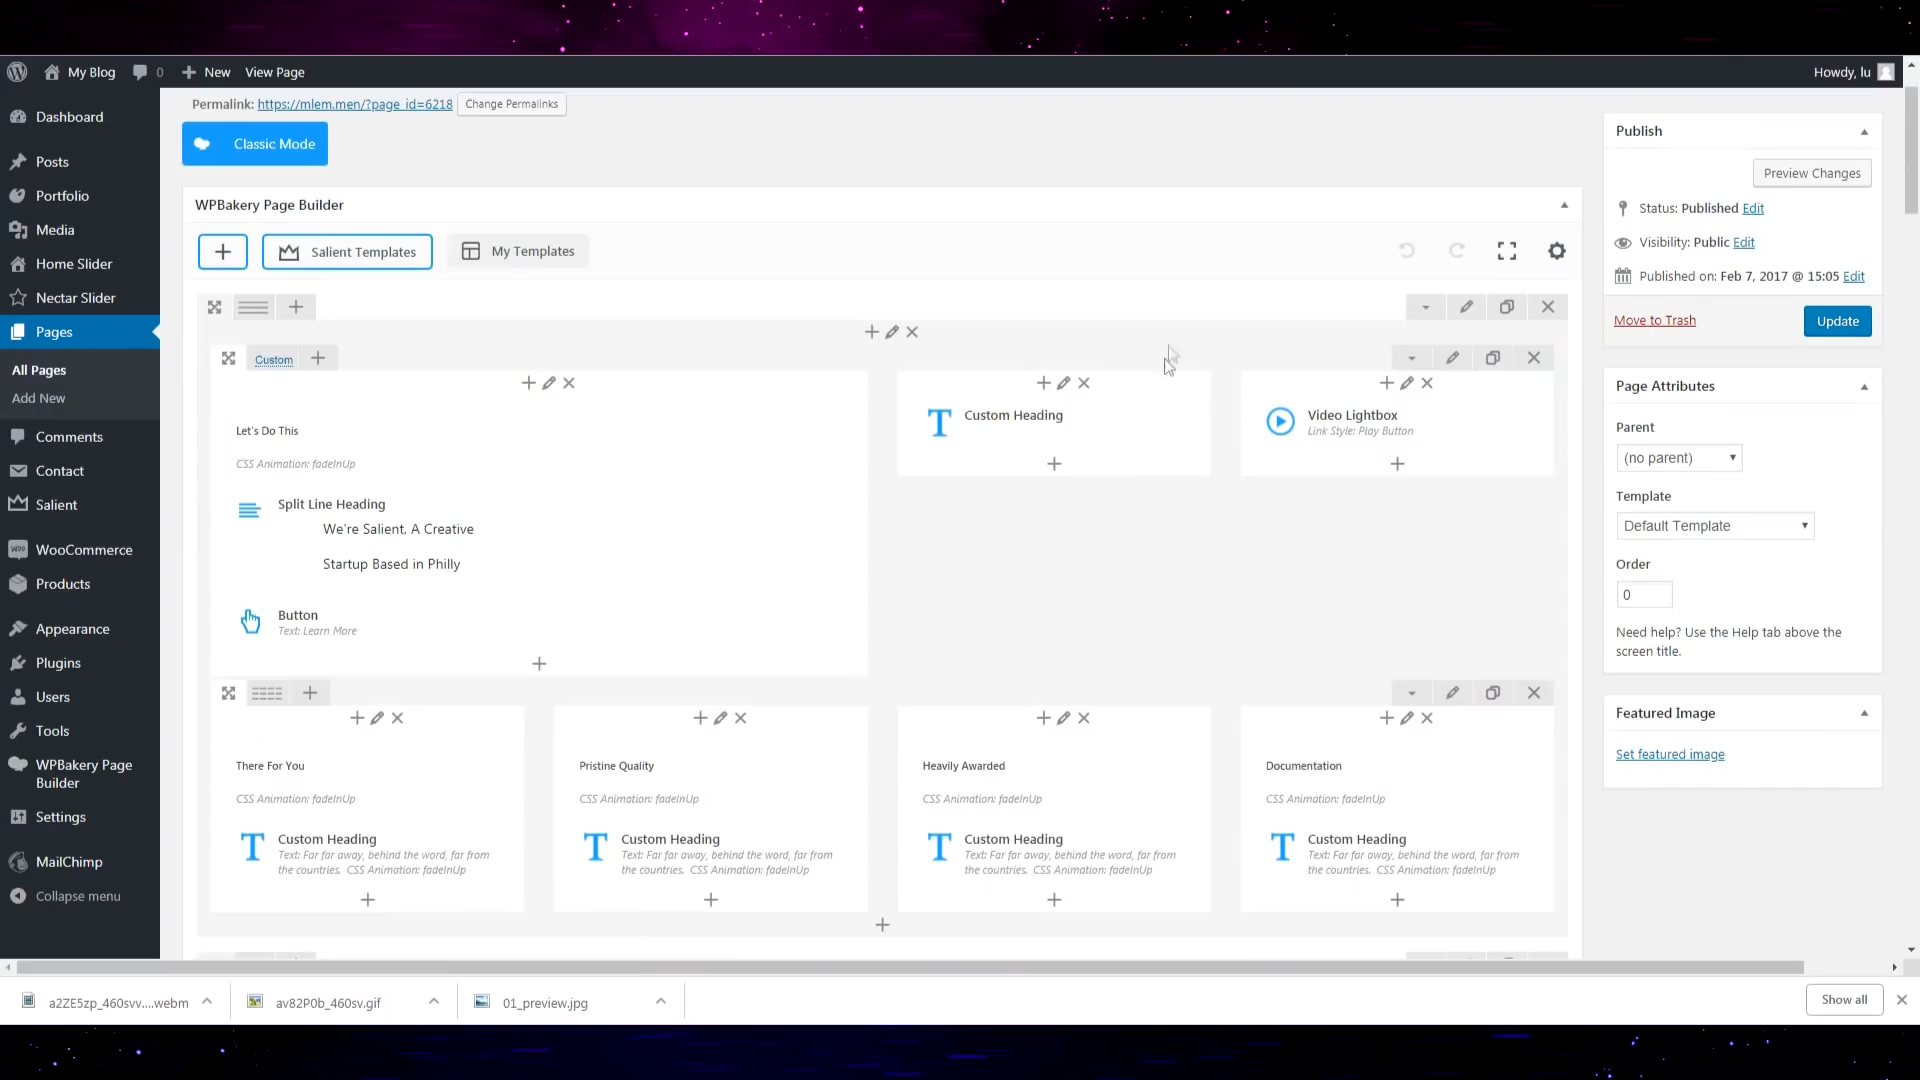 My Blog
0
New
View Page
Howdy, lu
Dashboard
Posts
Portfolio
Media
Home Slider
Nectar Slider
Pages
All Pages
Add New
Comments
Contact
Salient
WooCommerce
Products
Appearance
Plugins
Users
Tools
WPBakery Page
Builder
Settings
MailChimp
Collapse menu
Permalink: https://mlem.men/?page_id=6218
Change Permalinks
Classic Mode
WPBakery Page Builder
Salient Templates
My Templates
Custom
Let's Do This
CSS Animation: fadeInUp
Split Line Heading
We're Salient, A Creative
Startup Based in Philly
Button
Text: Learn More
Custom Heading
Video Lightbox
Link Style: Play Button
There For You
CSS Animation: fadeInUp
Custom Heading
Text: Far far away, behind the word, far from
the countries. CSS Animation: fadeInUp
Pristine Quality
CSS Animation: fadeInUp
Custom Heading
Text: Far far away, behind the word, far from
the countries. CSS Animation: fadeInUp
Heavily Awarded
CSS Animation: fadeInUp
Custom Heading
Text: Far far away, behind the word, far from
the countries. CSS Animation: fadeInUp
Documentation
CSS Animation: fadeInUp
Custom Heading
Text: Far far away, behind the word, far from
the countries. CSS Animation: fadeInUp
Publish
Preview Changes
Status: Published Edit
Visibility: Public Edit
Published on: Feb 7, 2017 @ 15:05 Edit
Move to Trash
Update
Page Attributes
Parent
(no parent)
Template
Default Template
Order
0
Need help? Use the Help tab above the
screen title.
Featured Image
Set featured image
a2ZE5zp_460svv....webm
av82P0b_460sv.gif
01_preview.jpg
Show all